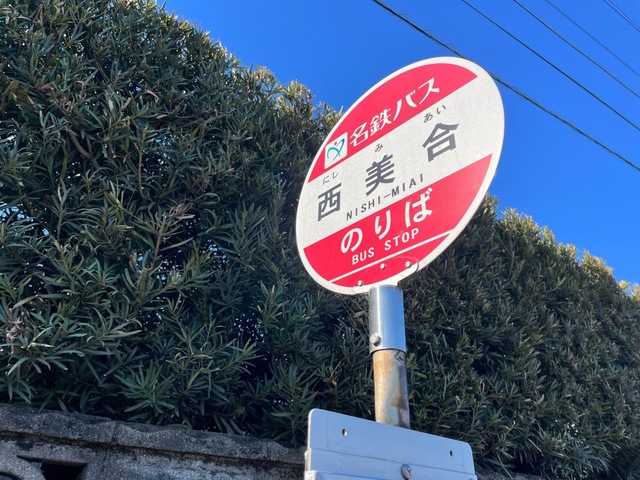 名鉄バス
にし み あい
西美合
NISHI-MIAI
のりば
BUS STOP